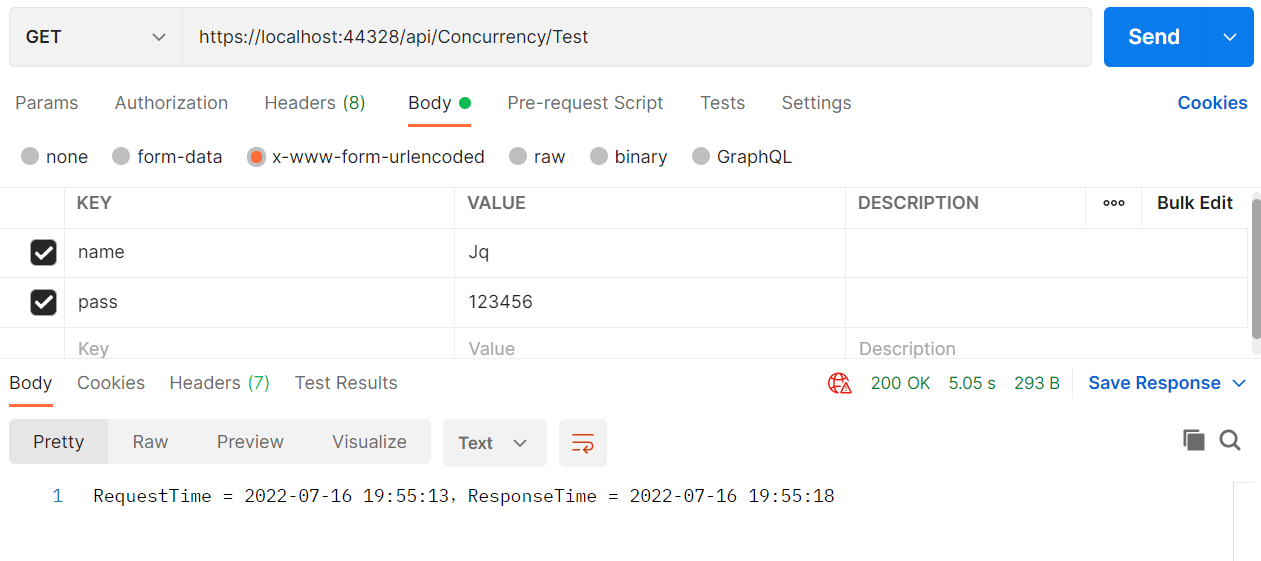 GET https://localhost:44328/api/Concurrency/Test Send
Params Authorization Headers (8) Body Pre-request Script Tests Settings Cookies
none form-data x-www-form-urlencoded raw binary GraphQL
KEY VALUE DESCRIPTION ooo Bulk Edit
name Jq
pass 123456
Key Value Description
Body Cookies Headers (7) Test Results 200 OK 5.05 s 293 B Save Response
Pretty Raw Preview Visualize Text
1 RequestTime = 2022-07-16 19:55:13，ResponseTime = 2022-07-16 19:55:18